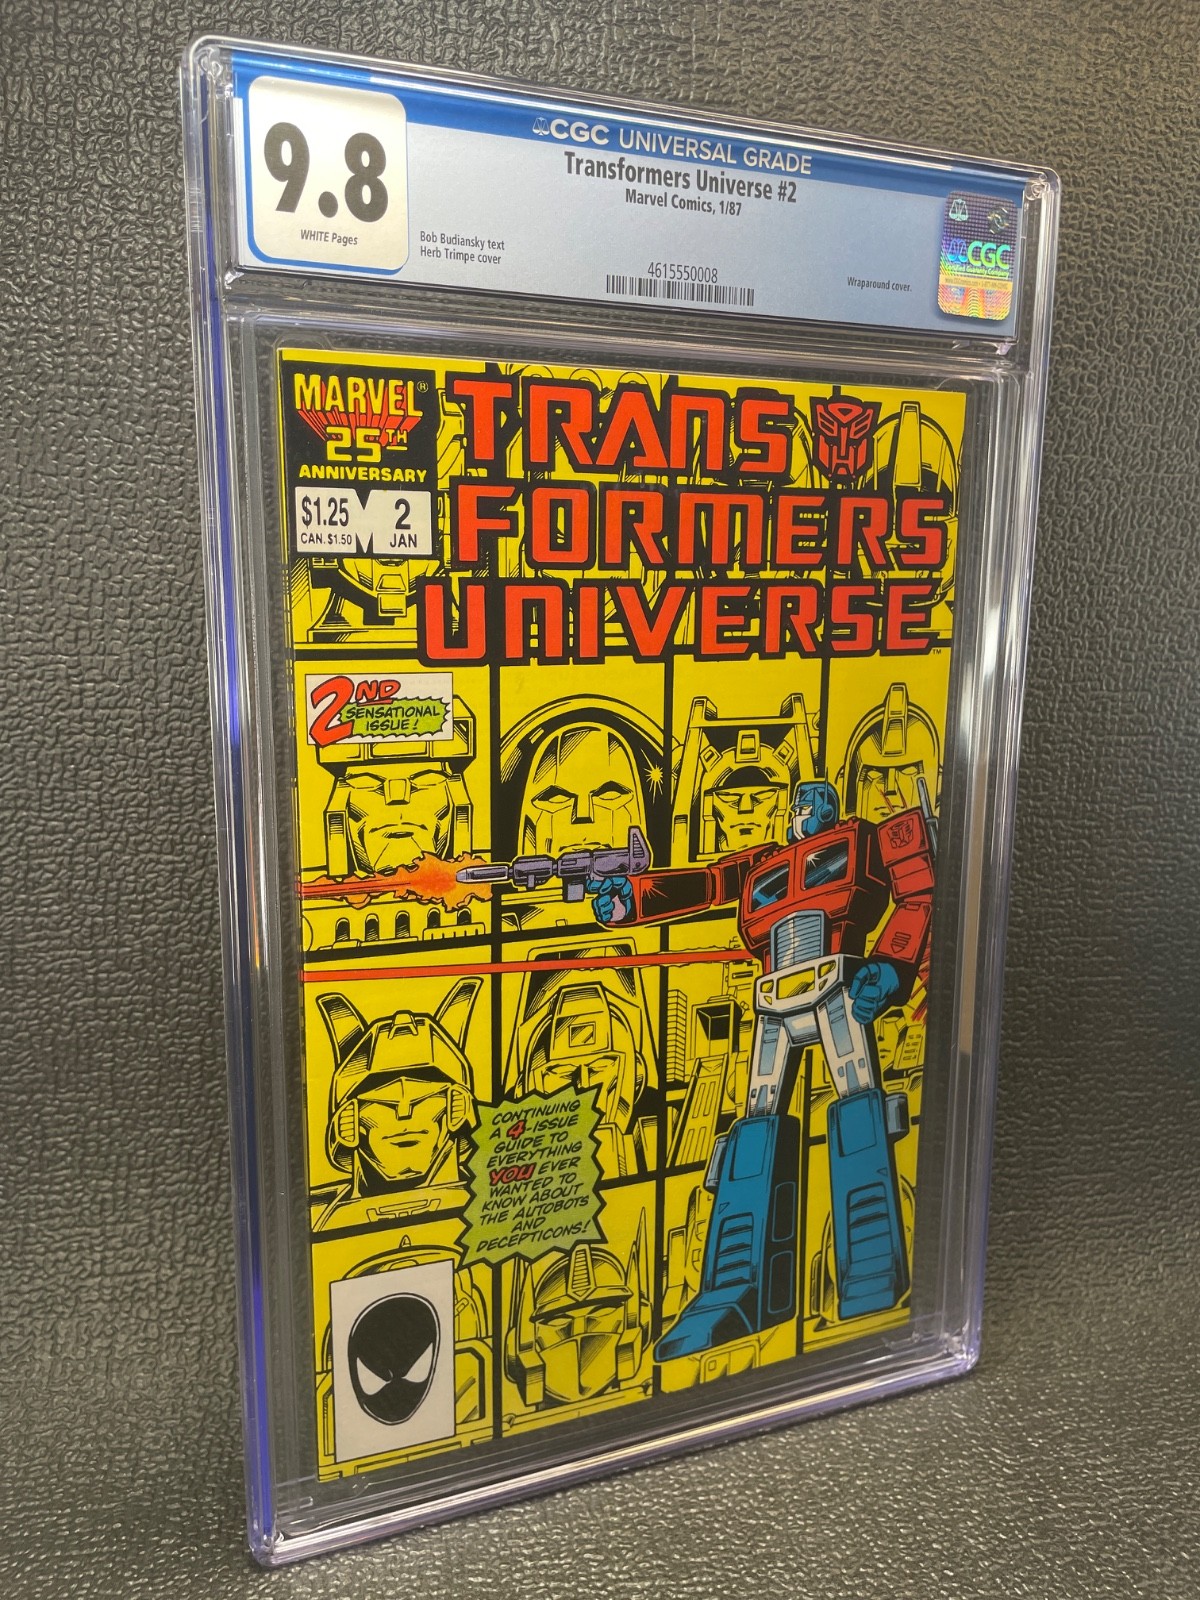 CGC UNIVERSAL GRADE
9.8
WHITE Pages
Transformers Universe #2
Marvel Comics, 1/87
Bob Budiansky text
Herb Trimpe cover
4615550008
Wraparound cover.
CGC
MARVEL®
25TH
ANNIVERSARY
$1.25
CAN. $1.50
2
JAN
TRANS
FORMERS
UNIVERSE™
2ND
SENSATIONAL
ISSUE!
CONTINUING
A 4-ISSUE
GUIDE TO
EVERYTHING
YOU EVER
WANTED TO
KNOW ABOUT
THE AUTOBOTS
AND
DECEPTICONS!